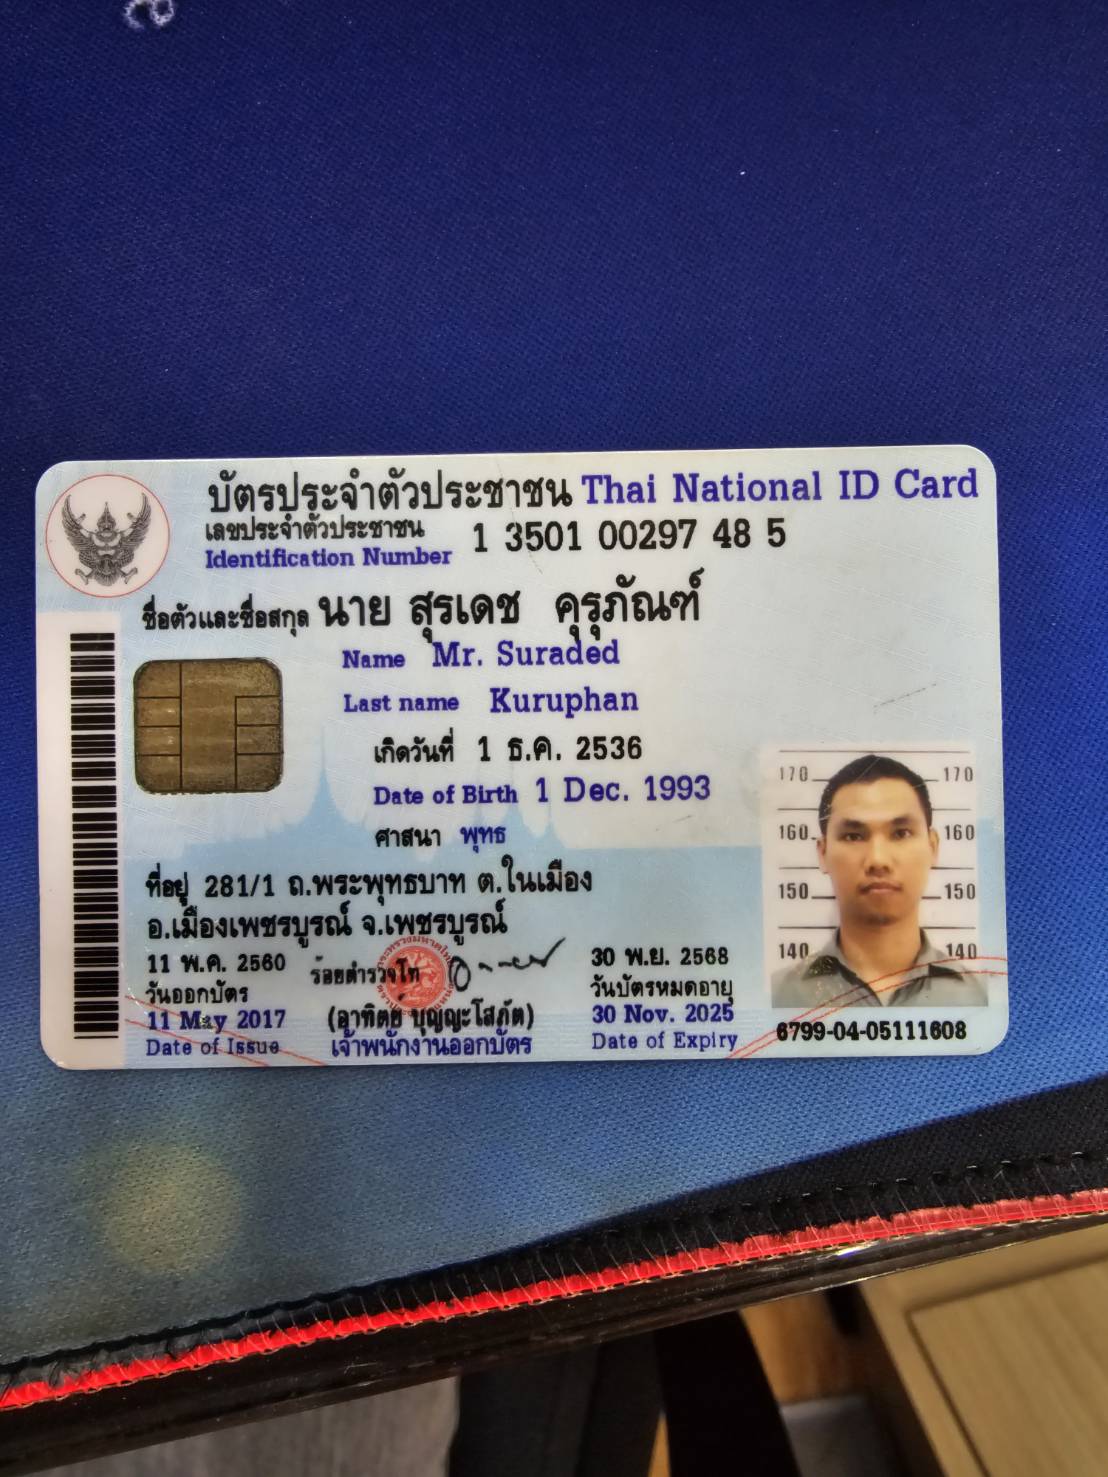 บัตรประจำตัวประชาชน Thai National ID Card
เลขประจำตัวประชาชน
Identification Number 1 3501 00297 48 5
ชื่อตัวและชื่อสกุล นาย สุรเดช คุรุภัณฑ์
Name Mr. Suraded
Last name Kuruphan
เกิดวันที่ 1 ธ.ค. 2536
Date of Birth 1 Dec. 1993
ศาสนา พุทธ
ที่อยู่ 281/1 ถ.พระพุทธบาท ต.ในเมือง
อ.เมืองเพชรบูรณ์ จ.เพชรบูรณ์
170 170
160 160
150 150
140 140
11 พ.ค. 2560
วันออกบัตร
11 May 2017
Date of Issue
ร้อยตำรวจโท
(อาทิตย์ บุญญะโสภัต)
เจ้าพนักงานออกบัตร
30 พ.ย. 2568
วันบัตรหมดอายุ
30 Nov. 2025
Date of Expiry
6799-04-05111608